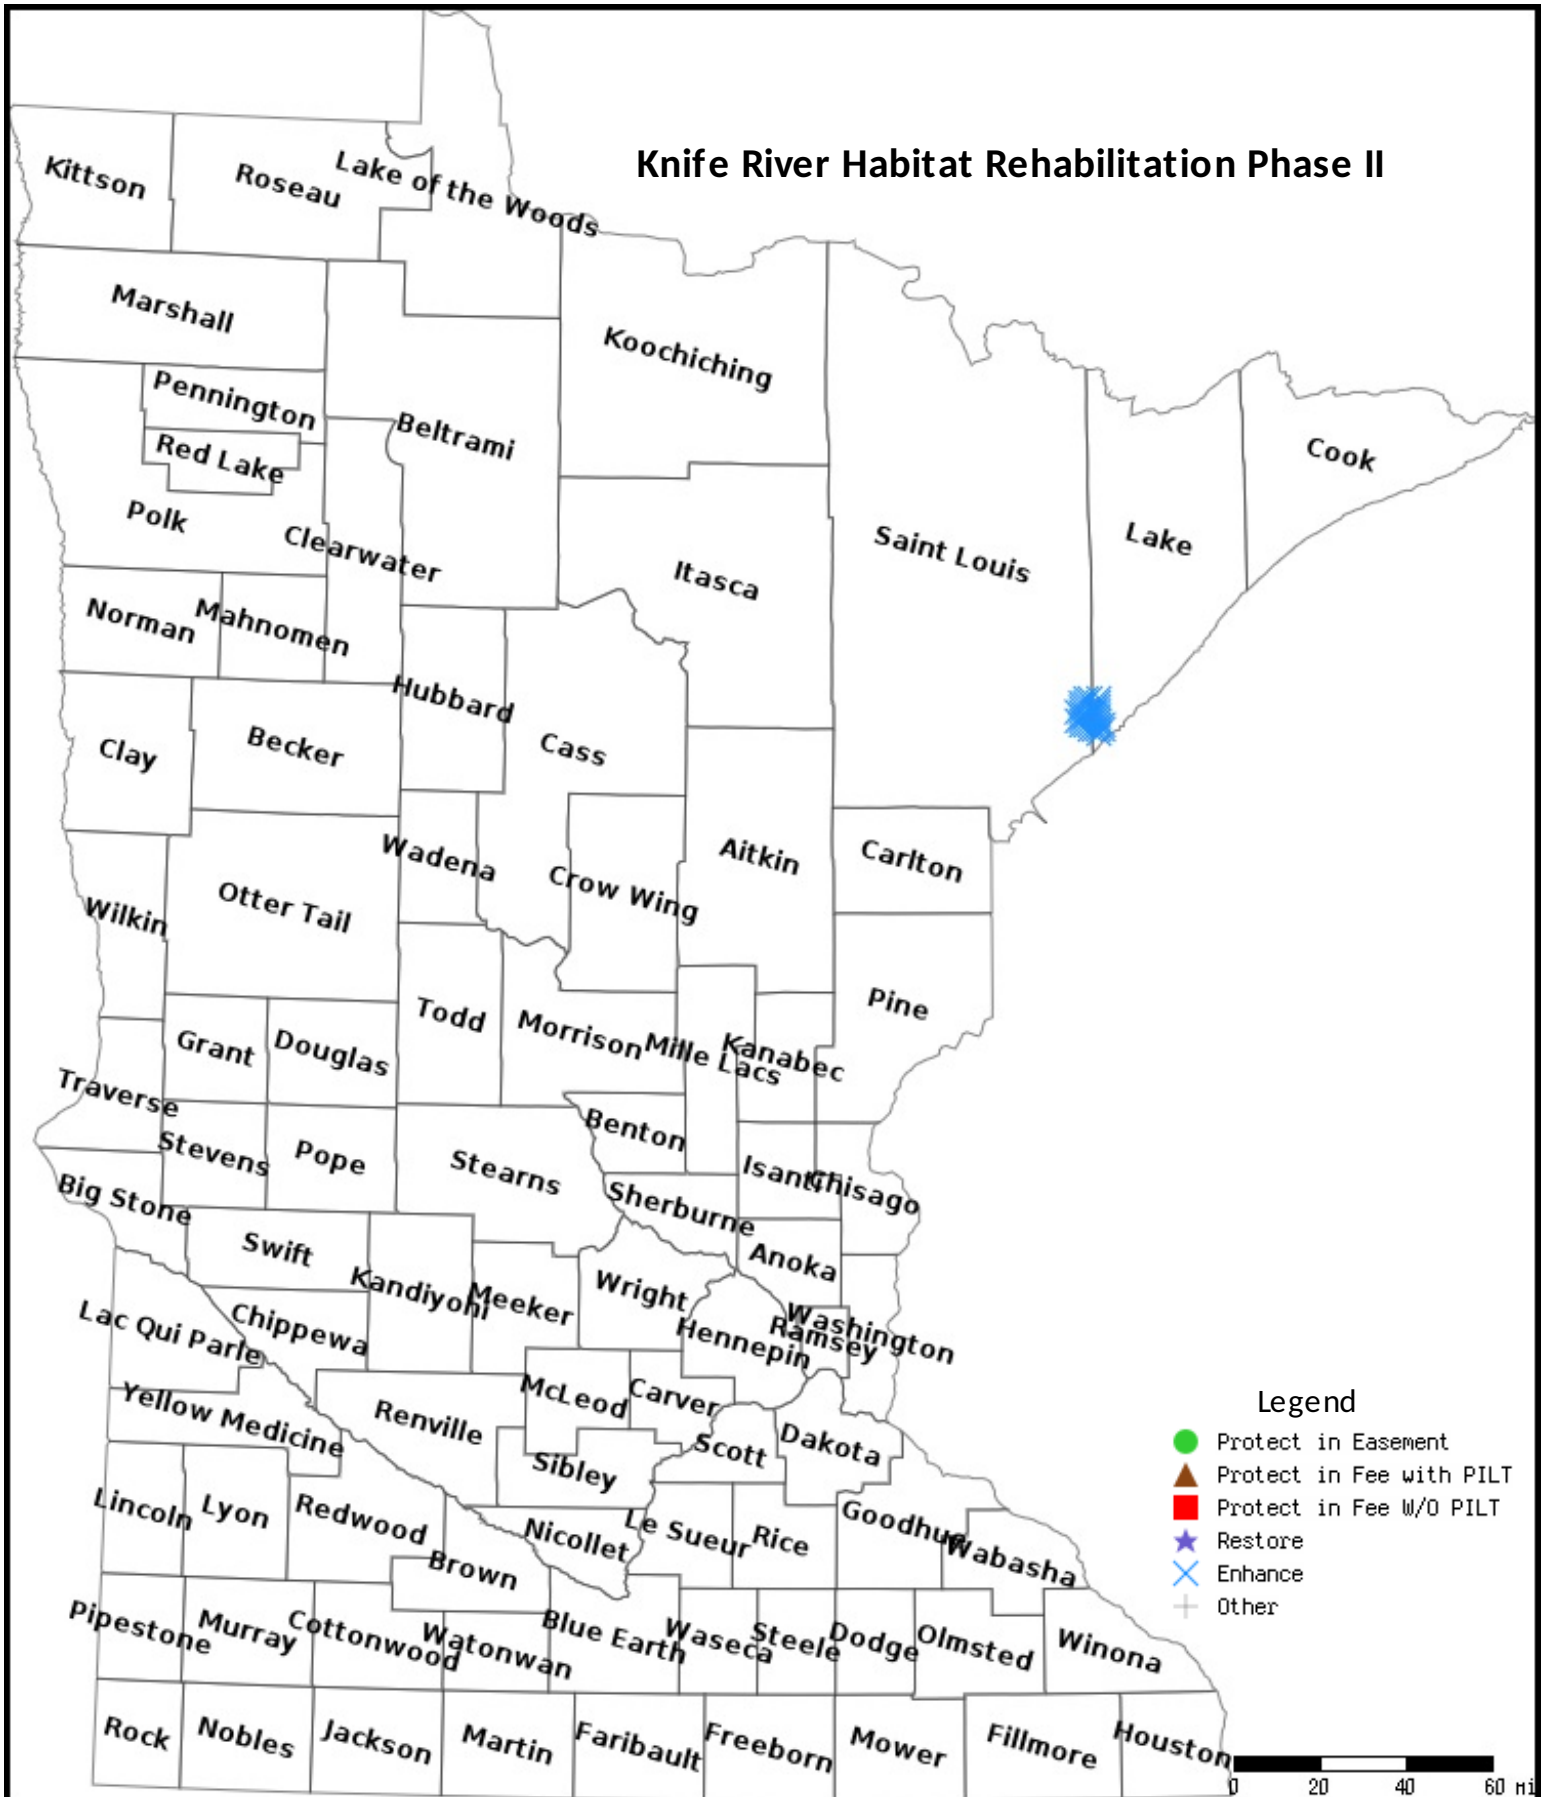 Knife River Habitat Rehabilitation Phase II
Kittson
Roseau
Lake of the Woods
Marshall
Koochiching
Pennington
Beltrami
Red Lake
Cook
Polk
Clearwater
Saint Louis
Lake
Itasca
Norman
Mahnomen
Hubbard
Cass
Clay
Becker
Wadena
Crow Wing
Aitkin
Carlton
Wilkin
Otter Tail
Todd
Morrison
Mille Lacs
Kanabec
Pine
Grant
Douglas
Traverse
Stevens
Pope
Stearns
Benton
Isanti
Chisago
Big Stone
Sherburne
Swift
Anoka
Kandiyohi
Meeker
Wright
Washington
Ramsey
Hennepin
Lac Qui Parle
Chippewa
McLeod
Carver
Yellow Medicine
Renville
Scott
Dakota
Sibley
Lincoln
Lyon
Redwood
Nicollet
Le Sueur
Rice
Goodhue
Wabasha
Brown
Pipestone
Murray
Cottonwood
Watonwan
Blue Earth
Waseca
Steele
Dodge
Olmsted
Winona
Rock
Nobles
Jackson
Martin
Faribault
Freeborn
Mower
Fillmore
Houston
Legend
Protect in Easement
Protect in Fee with PILT
Protect in Fee W/O PILT
Restore
Enhance
Other
0 20 40 60 mi